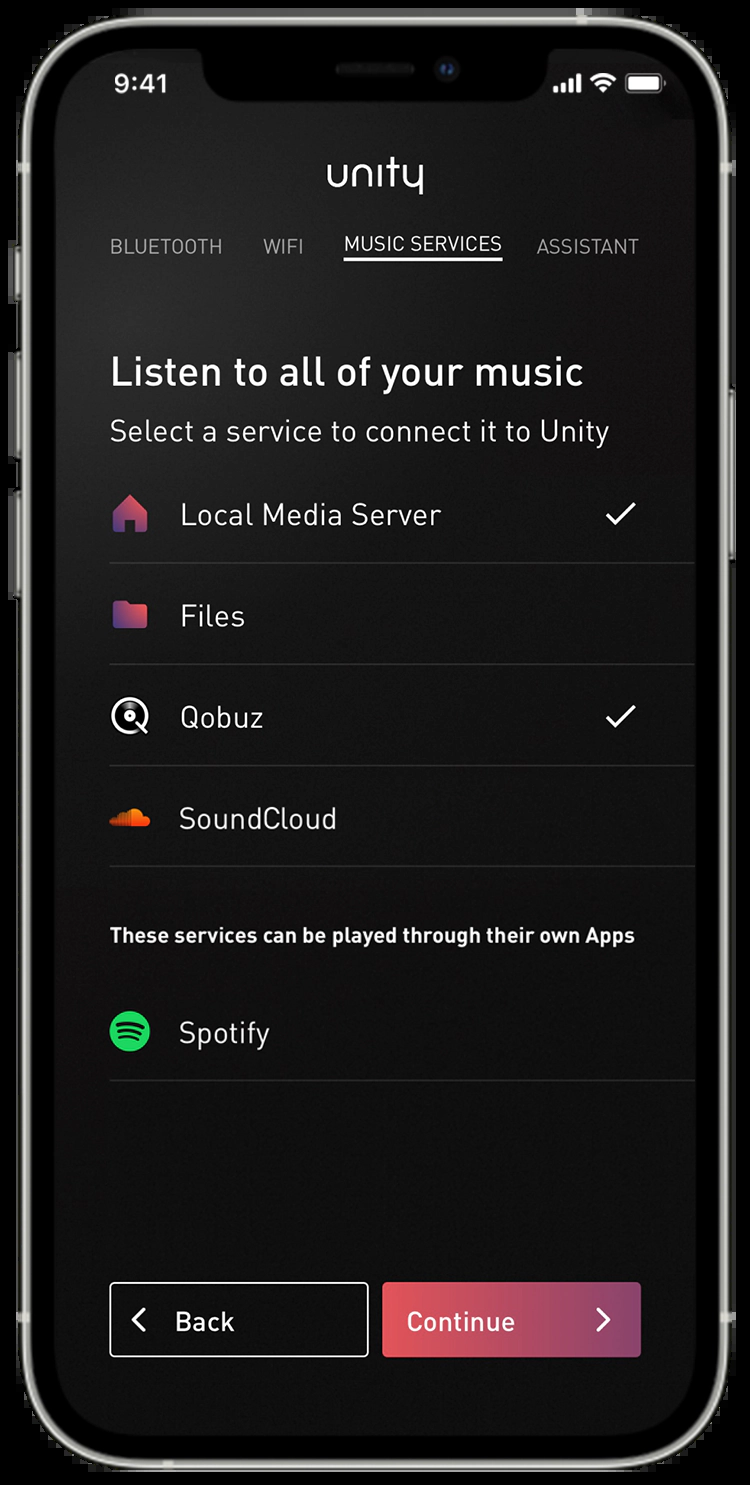 9:41
unity
BLUETOOTH WIFI MUSIC SERVICES ASSISTANT
Listen to all of your music
Select a service to connect it to Unity
Local Media Server
Files
Qobuz
SoundCloud
These services can be played through their own Apps
Spotify
Back Continue